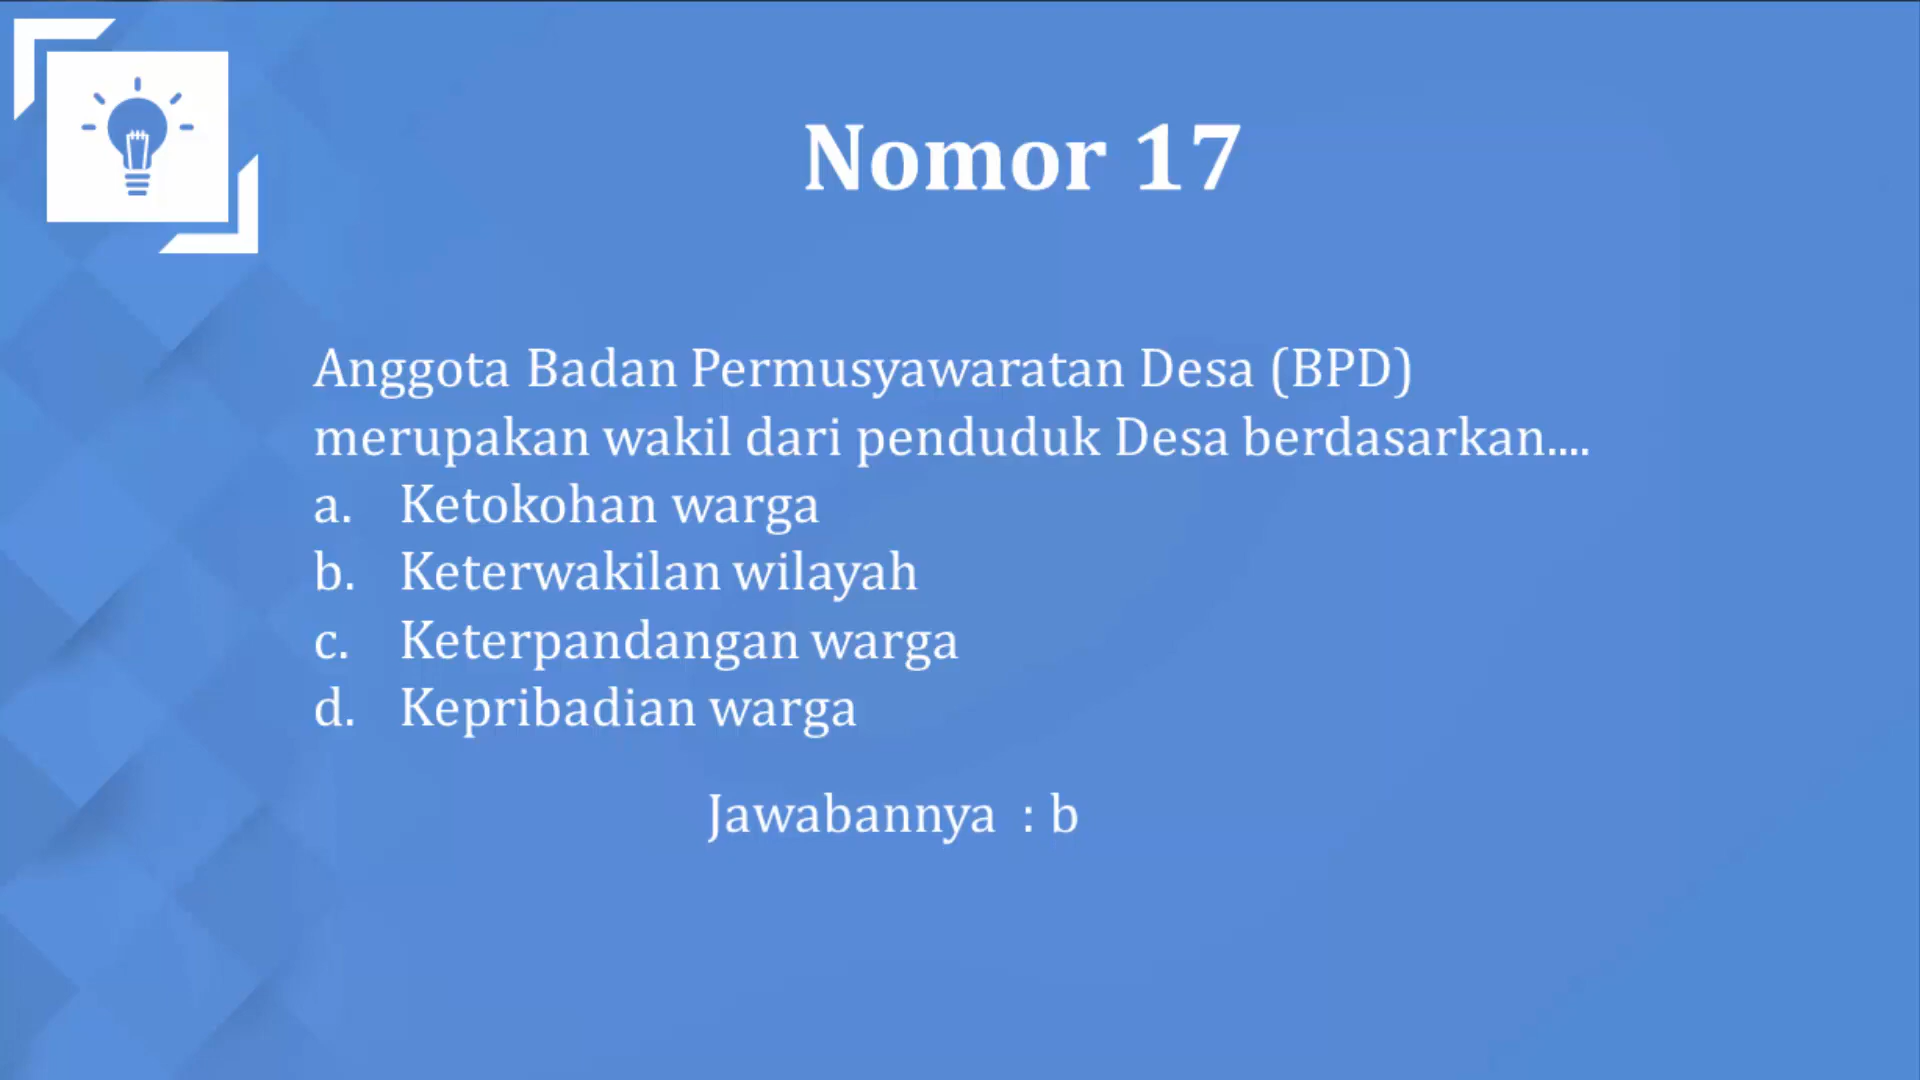 Nomor 17
Anggota Badan Permusyawaratan Desa (BPD)
merupakan wakil dari penduduk Desa berdasarkan....
a. Ketokohan warga
b. Keterwakilan wilayah
c. Keterpandangan warga
d. Kepribadian warga
Jawabannya : b